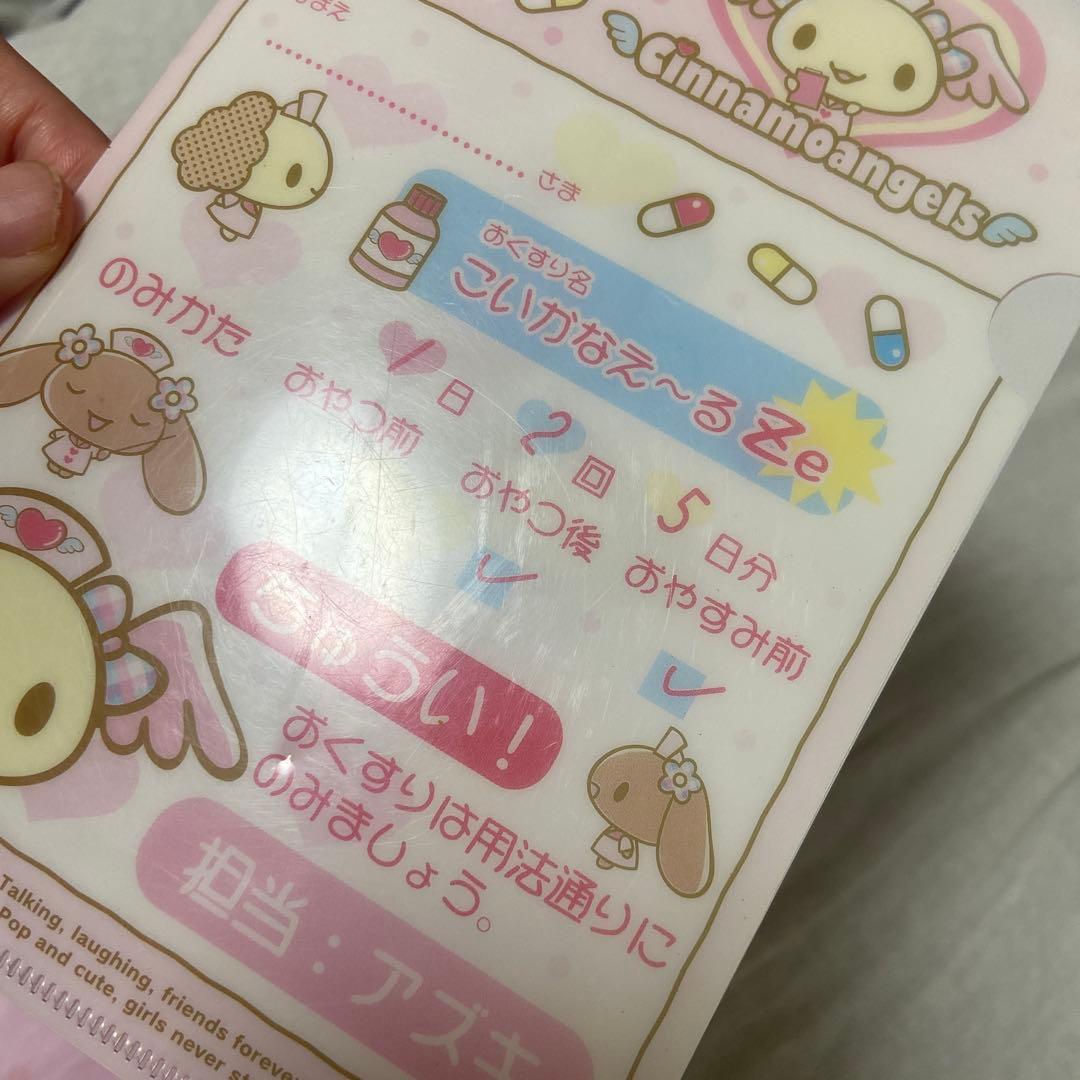 cinnamoangels
さま
おくすり名
こいかなえ〜るZe
のみかた
1日 2回 5日分
おやつ前 おやつ後 おやすみ前
ちゅうい!
おくすりは用法通りに
のみましょう。
担当:アズキ
Talking, laughing, friends forever
Pop and cute, girls never